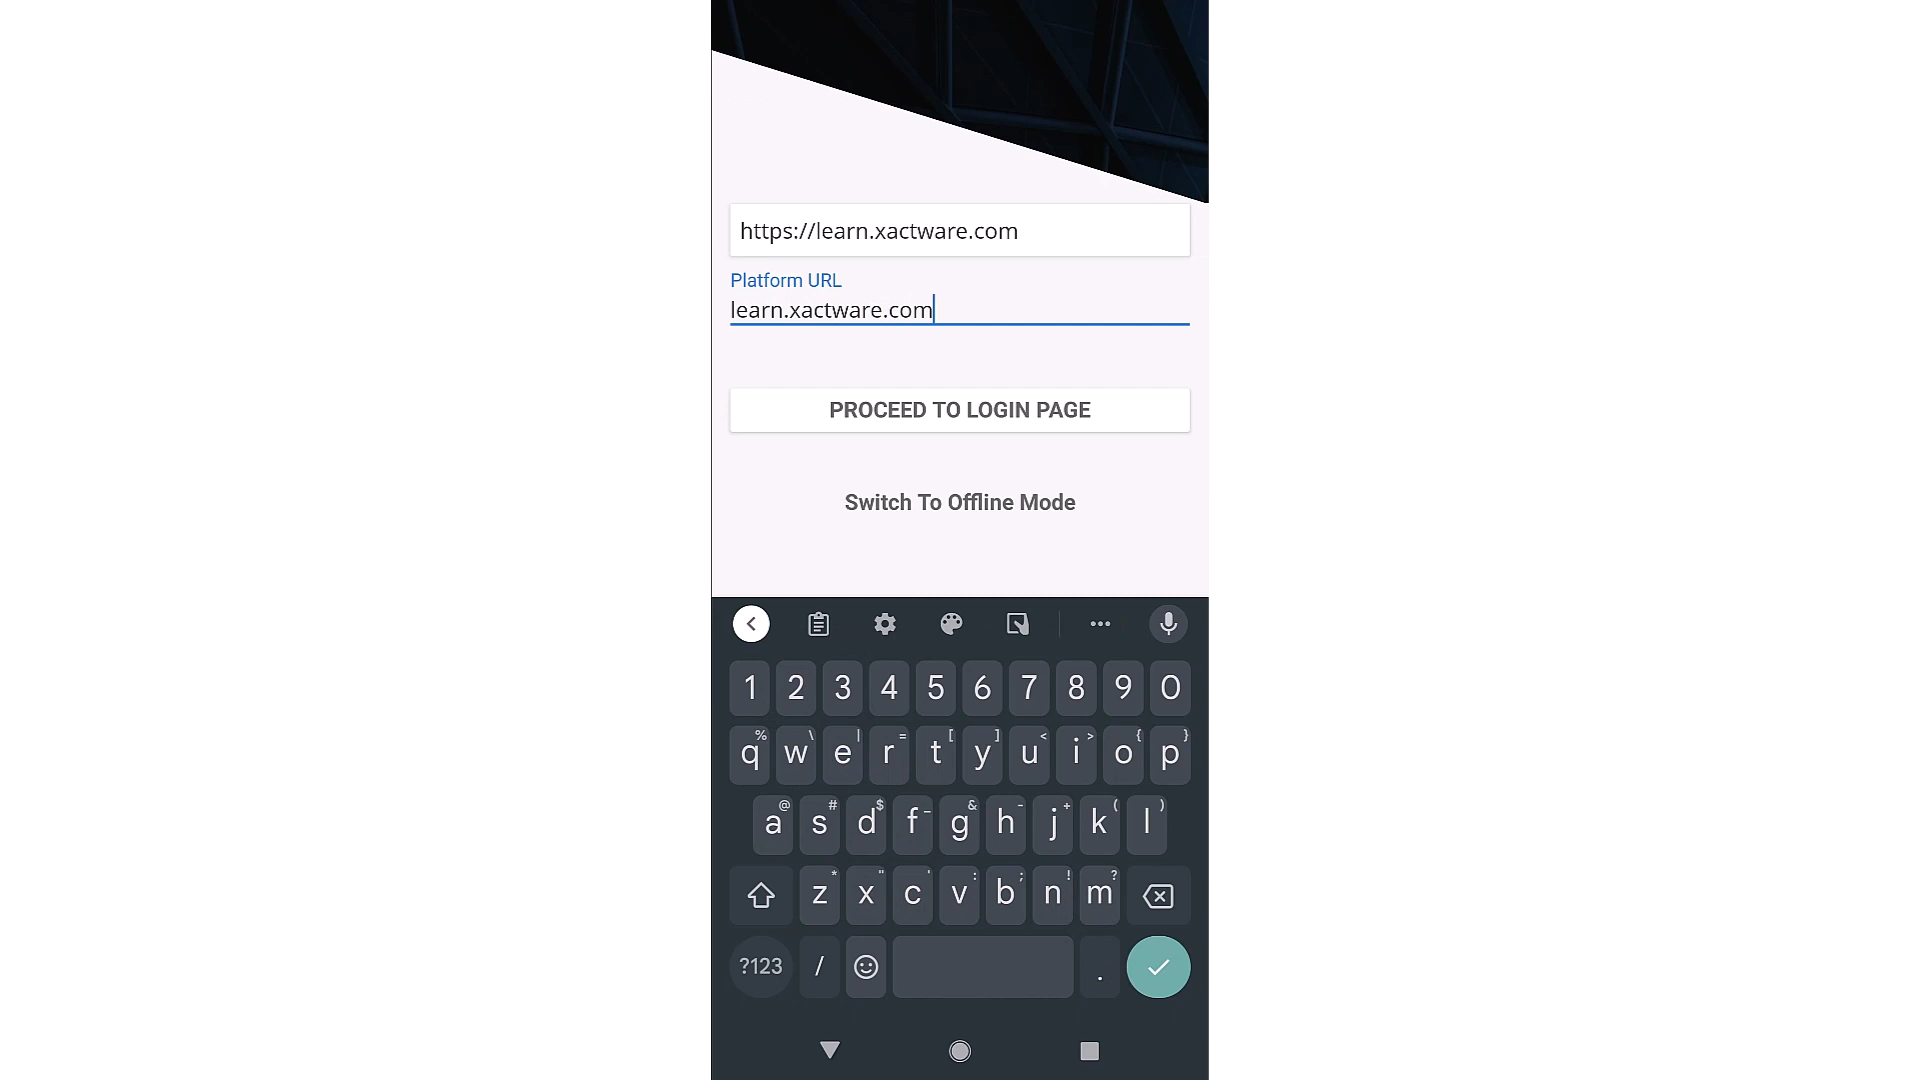 https://learn.xactware.com
Platform URL
learn.xactware.com
PROCEED TO LOGIN PAGE
Switch To Offline Mode
1 2 3 4 5 6 7 8 9 0
% \ | = [ ] < > { }
q w e r t y u i o p
@ # $ _ & - + ( )
a s d f g h j k l
* " ' : ; ! ?
z x c v b n m
?123 / .